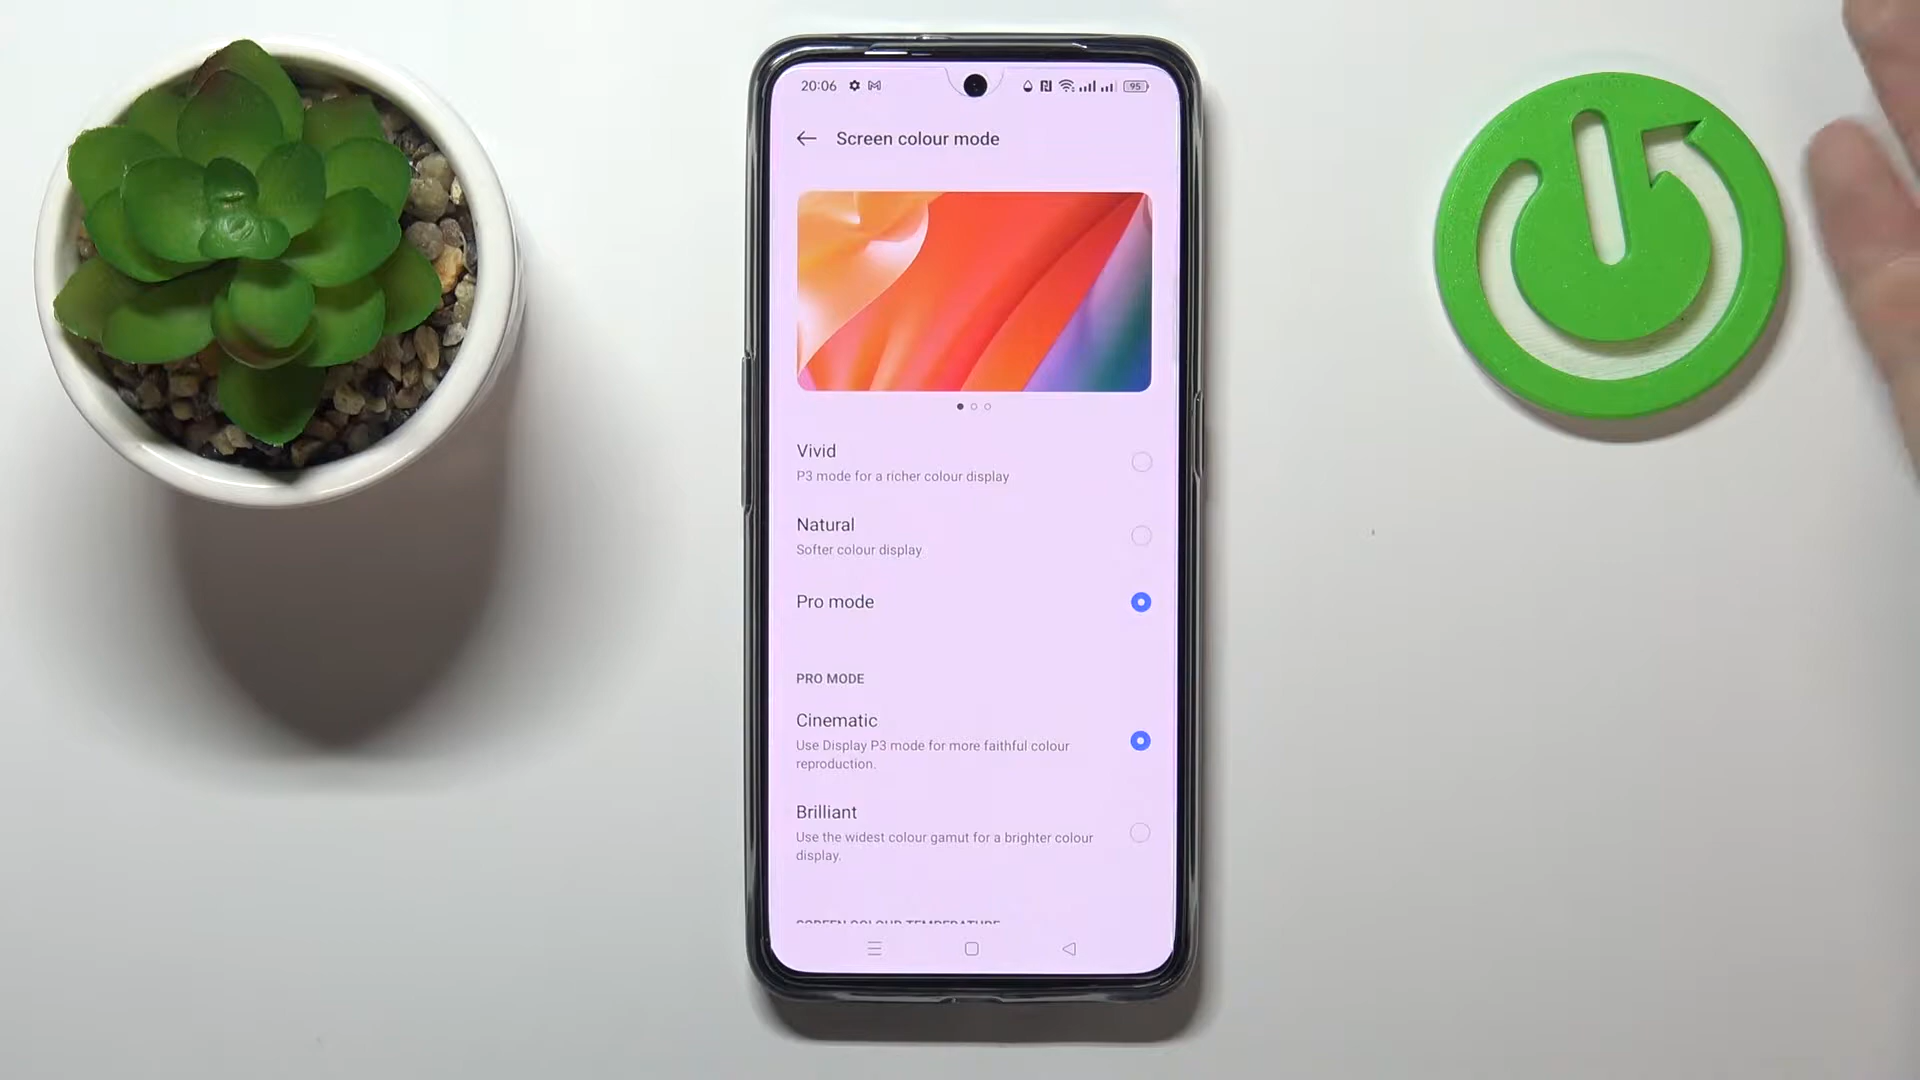 20:06
95
Screen colour mode
Vivid
P3 mode for a richer colour display
Natural
Softer colour display
Pro mode
PRO MODE
Cinematic
Use Display P3 mode for more faithful colour
reproduction.
Brilliant
Use the widest colour gamut for a brighter colour
display.
SCREEN COLOUR TEMPERATURE